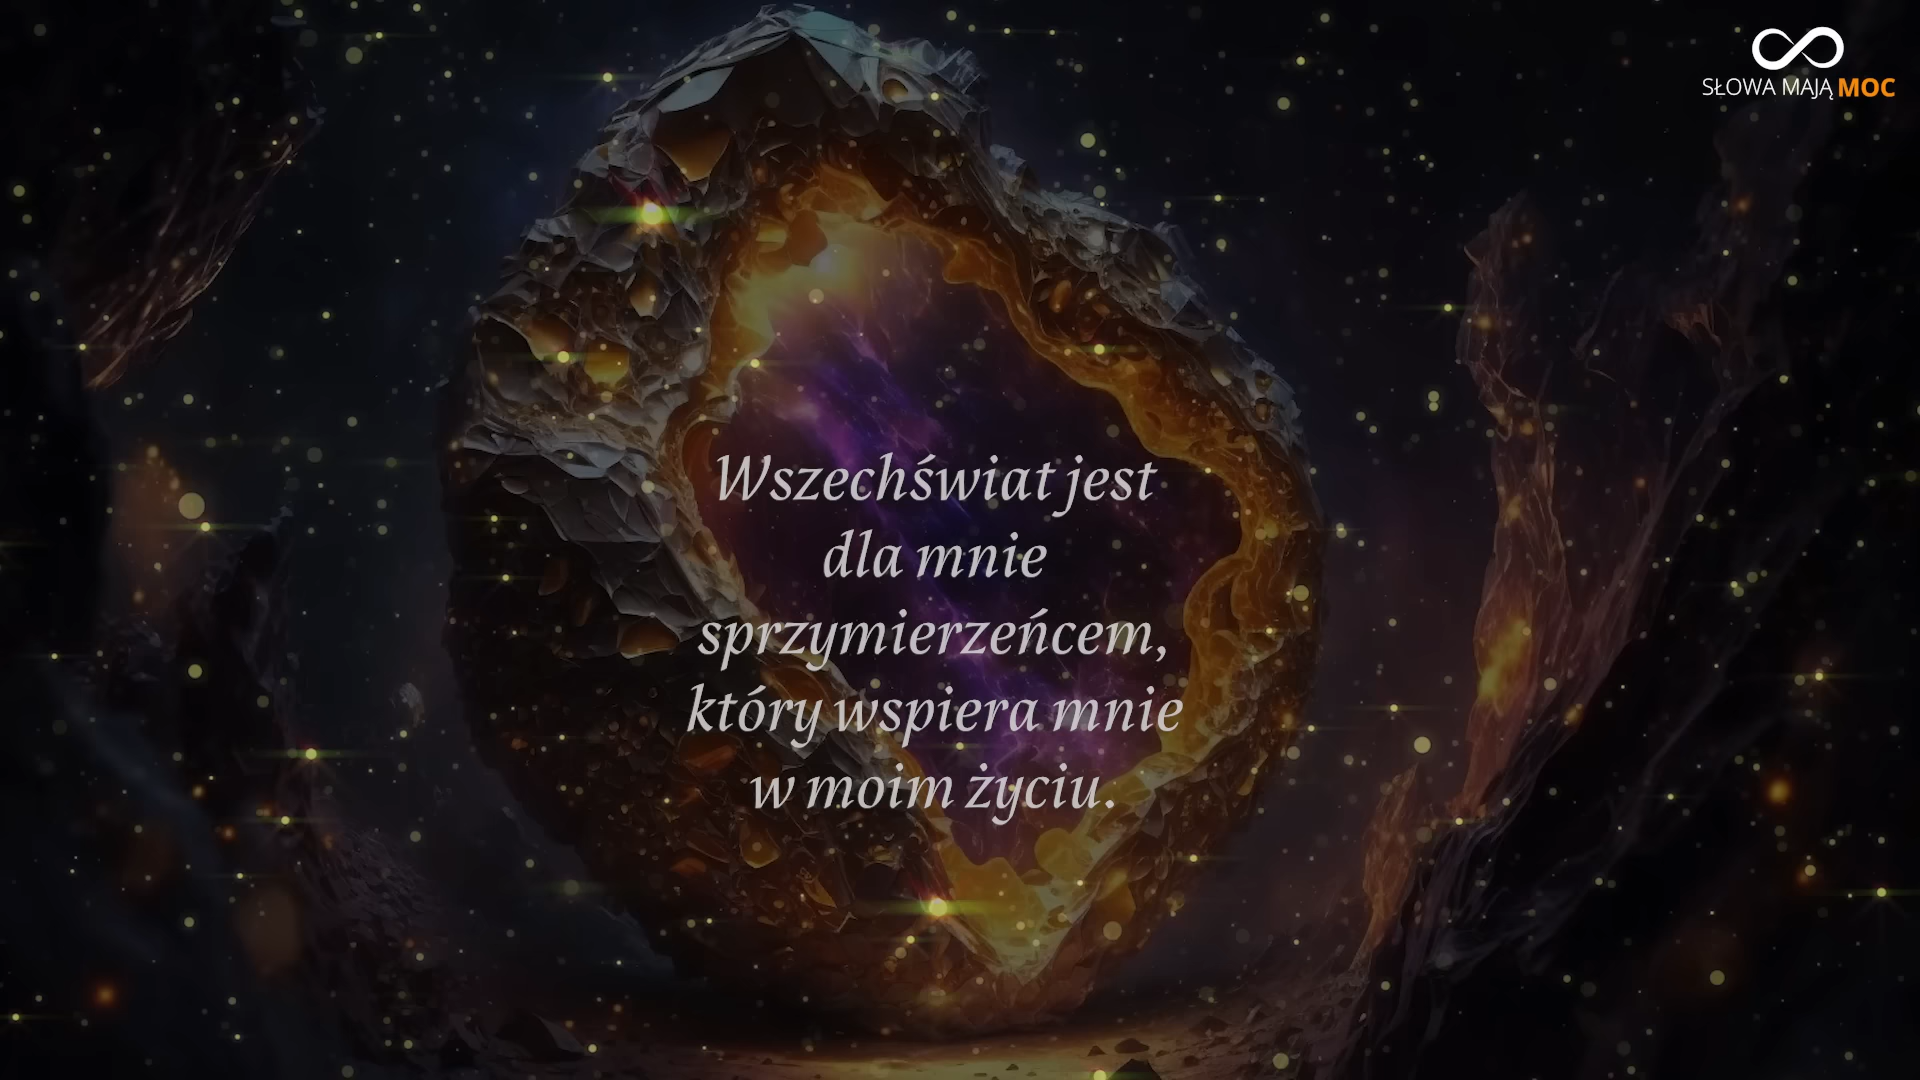 SŁOWA MAJĄ MOC
Wszechświat jest
dla mnie
sprzymierzeńcem,
który wspiera mnie
w moim życiu.